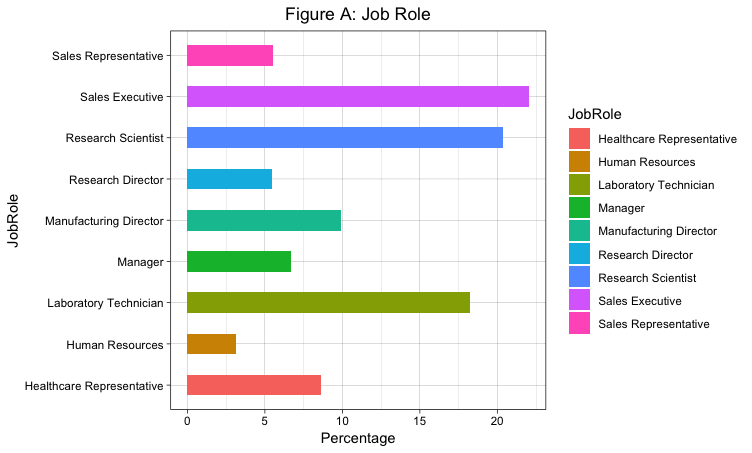 Figure A: Job Role
Sales Representative
Sales Executive
Research Scientist
Research Director
Manufacturing Director
Manager
Laboratory Technician
Human Resources
Healthcare Representative
JobRole
0 5 10 15 20
Percentage
JobRole
Healthcare Representative
Human Resources
Laboratory Technician
Manager
Manufacturing Director
Research Director
Research Scientist
Sales Executive
Sales Representative